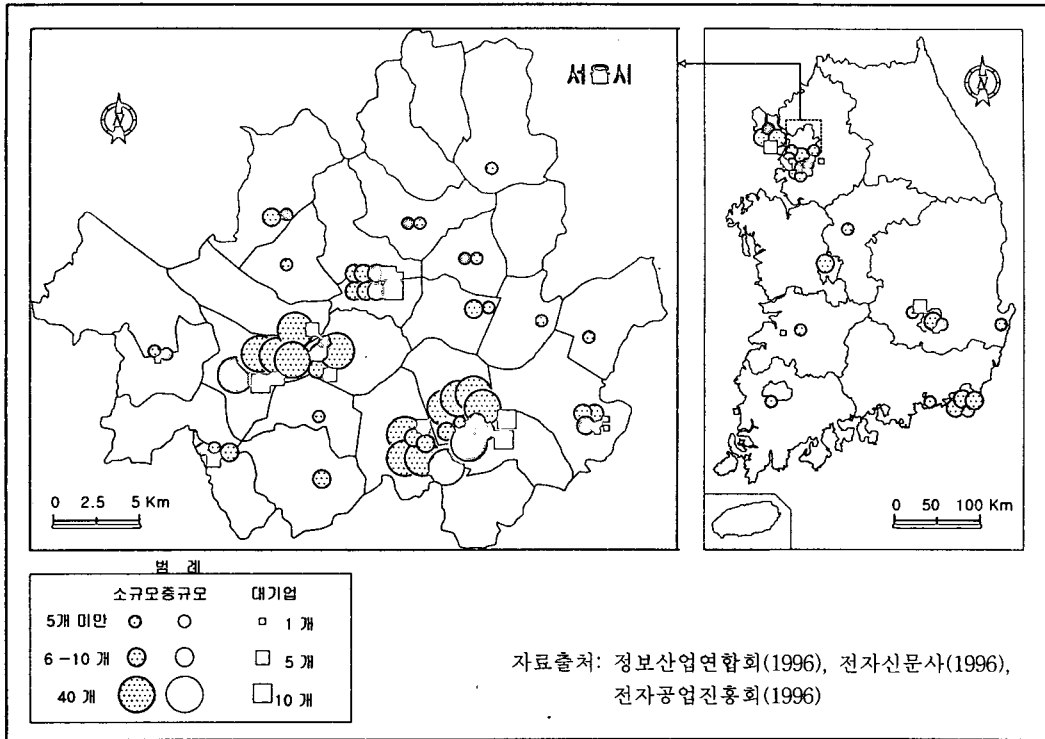 서울시
N
N
0 2.5 5 Km
0 50 100 Km
범 례
소규모중규모 대기업
5개 미만 1 개
6 -10 개 5 개
40 개 10 개
자료출처: 정보산업연합회(1996), 전자신문사(1996),
전자공업진흥회(1996)